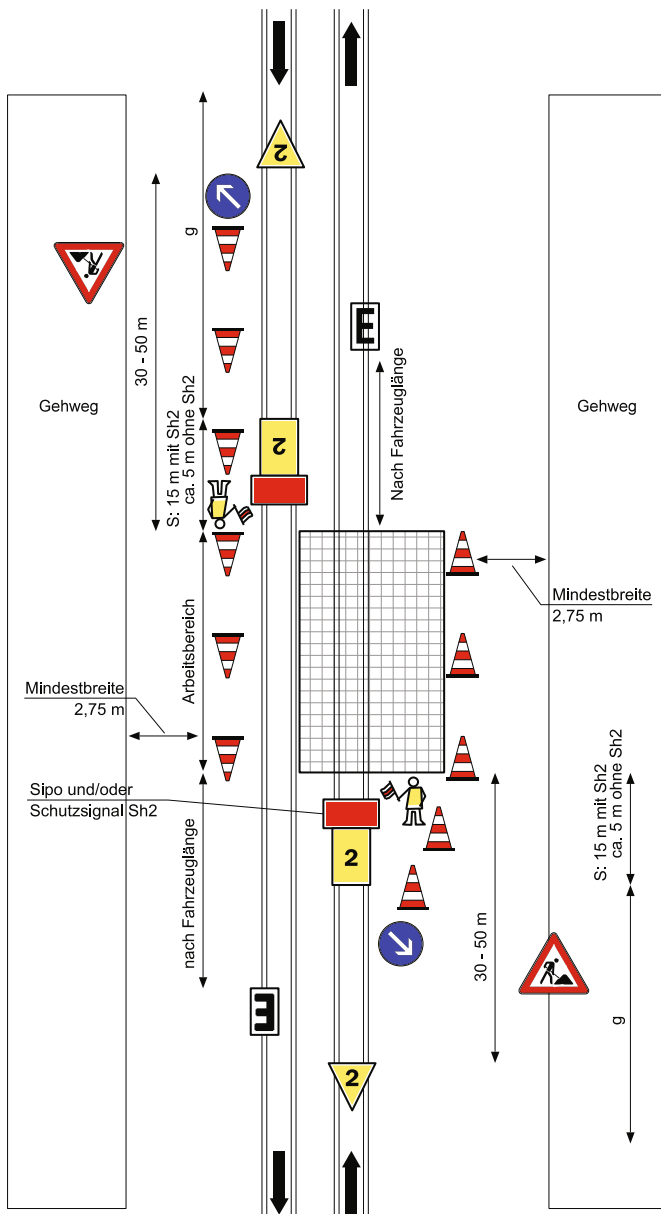 2
g
30 - 50 m
E
Gehweg
Gehweg
S: 15 m mit Sh2
ca. 5 m ohne Sh2
2
Nach Fahrzeuglänge
Mindestbreite
2,75 m
Arbeitsbereich
Mindestbreite
2,75 m
Sipo und/oder
Schutzsignal Sh2
S: 15 m mit Sh2
ca. 5 m ohne Sh2
2
nach Fahrzeuglänge
30 - 50 m
E
g
2